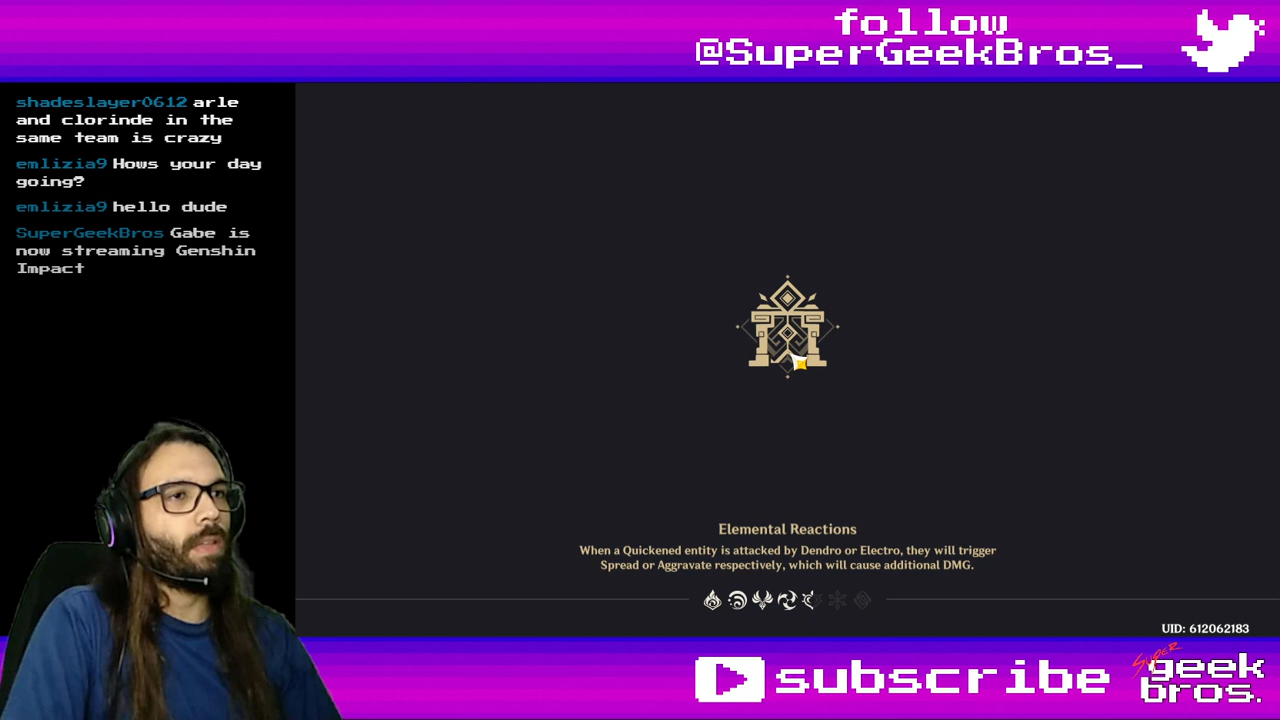 follow
@SuperGeekBros_
shadeslayer0612 arle
and clorinde in the
same team is crazy
emlizia9 Hows your day
going?
emlizia9 hello dude
SuperGeekBros Gabe is
now streaming Genshin
Impact
Elemental Reactions
When a Quickened entity is attacked by Dendro or Electro, they will trigger
Spread or Aggravate respectively, which will cause additional DMG.
UID: 612062183
subscribe
SUPER
geek
bros.